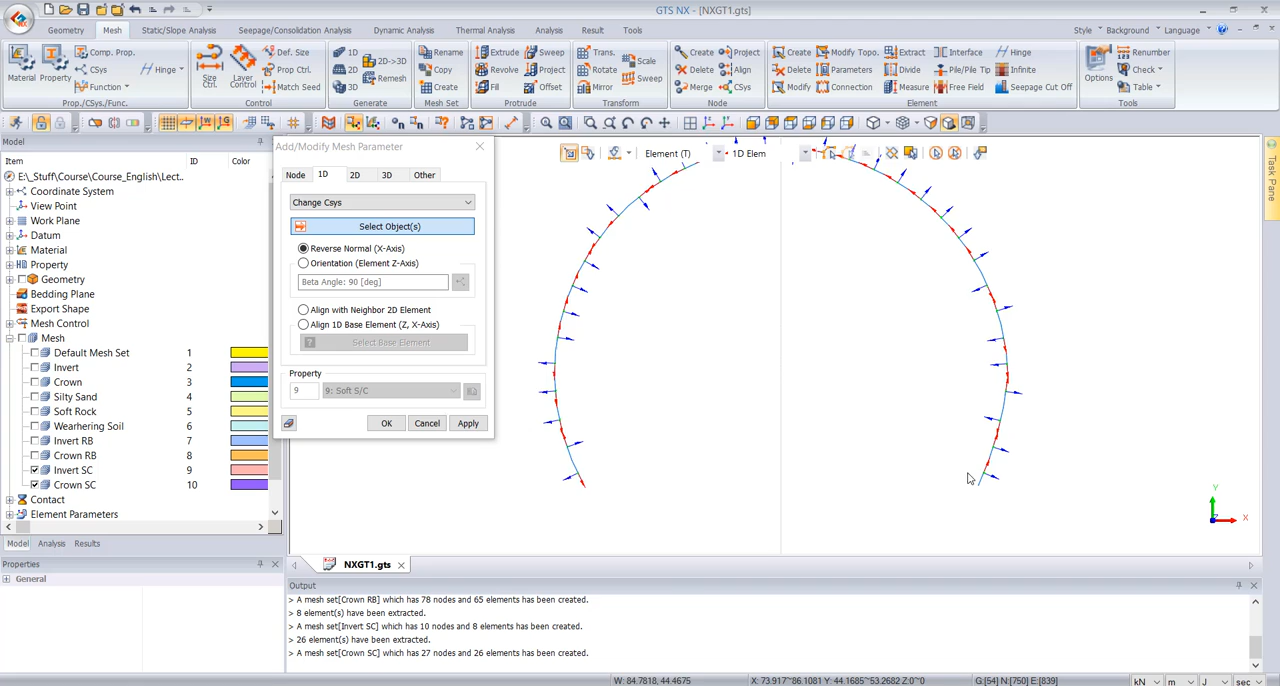 GTS NX - [NXGT1.gts]
Geometry Mesh Static/Slope Analysis Seepage/Consolidation Analysis Dynamic Analysis Thermal Analysis Analysis Result Tools Style Background Language
Material Property Comp. Prop. CSys Function Hinge
Prop./CSys./Func.
Size Ctrl. Layer Control Def. Size Prop Ctrl. Match Seed
Control
1D 2D 3D 2D->3D Remesh
Generate
Rename Copy Create
Mesh Set
Extrude Revolve Fill Sweep Project Offset
Protrude
Trans. Rotate Mirror Scale Sweep
Transform
Create Delete Merge Project Align CSys
Node
Create Delete Modify Modify Topo. Parameters Connection Extract Divide Measure Interface Pile/Pile Tip Free Field Hinge Infinite Seepage Cut Off
Element
Options Renumber Check Table
Tools
Model
Item ID Color
E:\_Stuff\Course\Course_English\Lect...
Coordinate System
View Point
Work Plane
Datum
Material
Property
Geometry
Bedding Plane
Export Shape
Mesh Control
Mesh
Default Mesh Set 1
Invert 2
Crown 3
Silty Sand 4
Soft Rock 5
Weathering Soil 6
Invert RB 7
Crown RB 8
Invert SC 9
Crown SC 10
Contact
Element Parameters
Model Analysis Results
Properties
General
Add/Modify Mesh Parameter
Node 1D 2D 3D Other
Change Csys
Select Object(s)
Reverse Normal (X-Axis)
Orientation (Element Z-Axis)
Beta Angle: 90 [deg]
Align with Neighbor 2D Element
Align 1D Base Element (Z, X-Axis)
Select Base Element
Property
9 9: Soft S/C
OK Cancel Apply
Element (T) 1D Elem
Task Pane
Y
Z X
NXGT1.gts
Output
> A mesh set[Crown RB] which has 78 nodes and 65 elements has been created.
> 8 element(s) have been extracted.
> A mesh set[Invert SC] which has 10 nodes and 8 elements has been created.
> 26 element(s) have been extracted.
> A mesh set[Crown SC] which has 27 nodes and 26 elements has been created.
W: 84.7818, 44.4675 X: 73.917~86.1081 Y: 44.1685~53.2682 Z:0~0 G:[54] N:[750] E:[839] kN m J sec